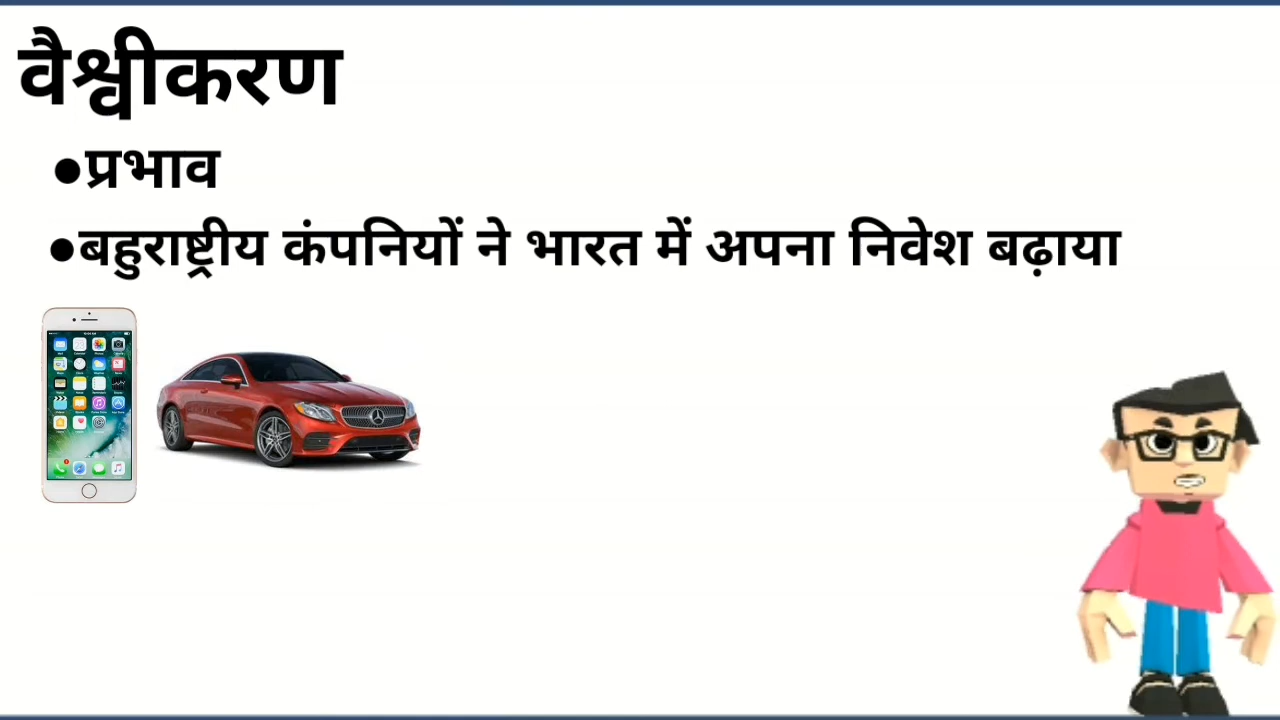 वैश्वीकरण
●प्रभाव
●बहुराष्ट्रीय कंपनियों ने भारत में अपना निवेश बढ़ाया